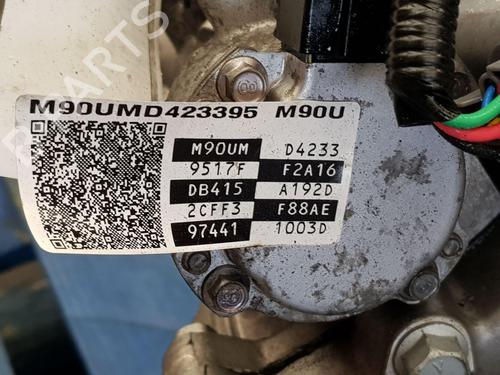 M90UMD423395 M90U
M90UM D4233
9517F F2A16
DB415 A192D
2CFF3 F88AE
97441 1003D